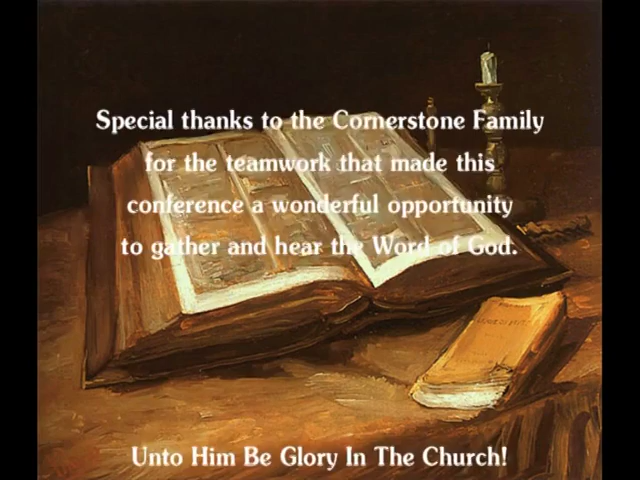 Special thanks to the Cornerstone Family
for the teamwork that made this
conference a wonderful opportunity
to gather and hear the Word of God.
Unto Him Be Glory In The Church!